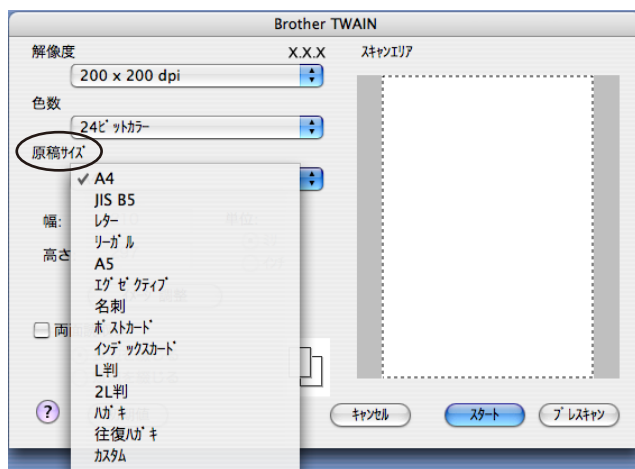 Brother TWAIN
解像度
X.X.X
スキャンエリア
200 x 200 dpi
色数
24ビットカラー
原稿サイズ
A4
JIS B5
レター
リーガル
A5
エグゼクティブ
名刺
ポストカード
インデックスカード
L判
2L判
ハガキ
往復ハガキ
カスタム
幅:
単位:
高さ
両面
?
キャンセル
スタート
プレスキャン